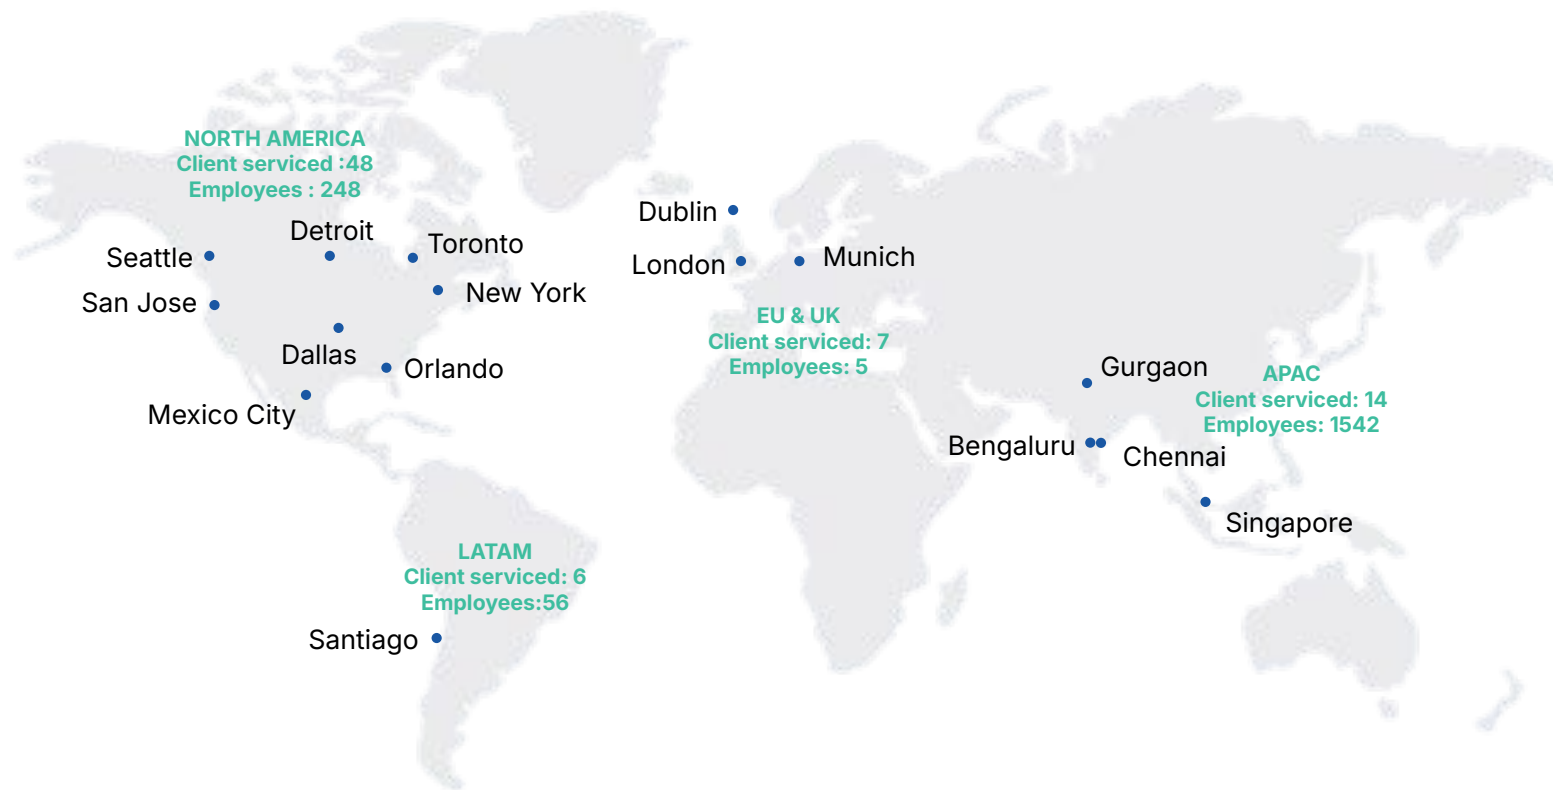 NORTH AMERICA
Client serviced :48
Employees : 248
Detroit
Toronto
Seattle
New York
San Jose
Dallas
Orlando
Mexico City
Dublin
London
Munich
EU & UK
Client serviced: 7
Employees: 5
Gurgaon
APAC
Client serviced: 14
Employees: 1542
Bengaluru
Chennai
Singapore
LATAM
Client serviced: 6
Employees:56
Santiago